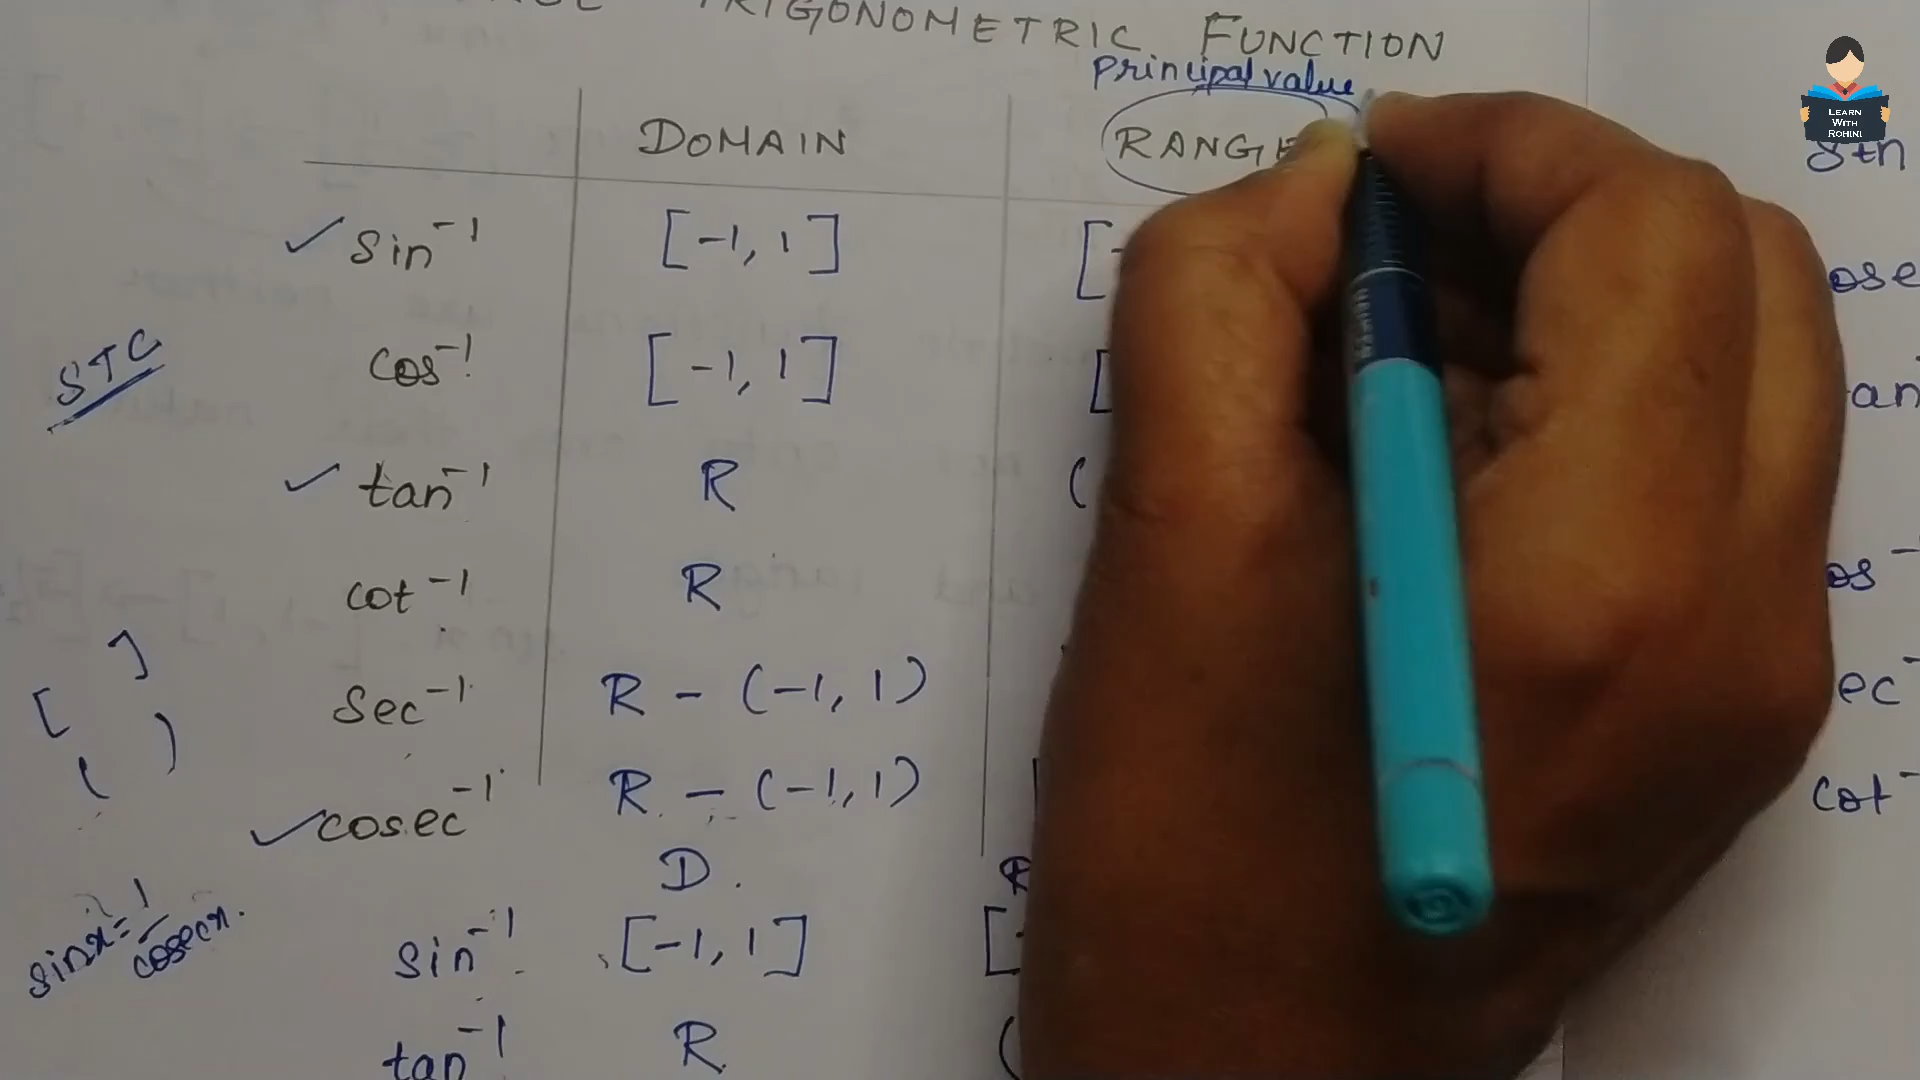 TRIGONOMETRIC FUNCTION
principal value
DOMAIN RANGE
✓ sin⁻¹ [-1, 1] [-
cos⁻¹ [-1, 1] [
✓ tan⁻¹ R (
cot⁻¹ R
sec⁻¹ R - (-1, 1)
✓ cosec⁻¹ R - (-1, 1)
D.
sin⁻¹ [-1, 1] [-
tan⁻¹ R (
STC
[ ]
( )
sinx = 1/cosecx.
sin
ose
an
os⁻
ec⁻
cot⁻
LEARN
WITH
ROHINI